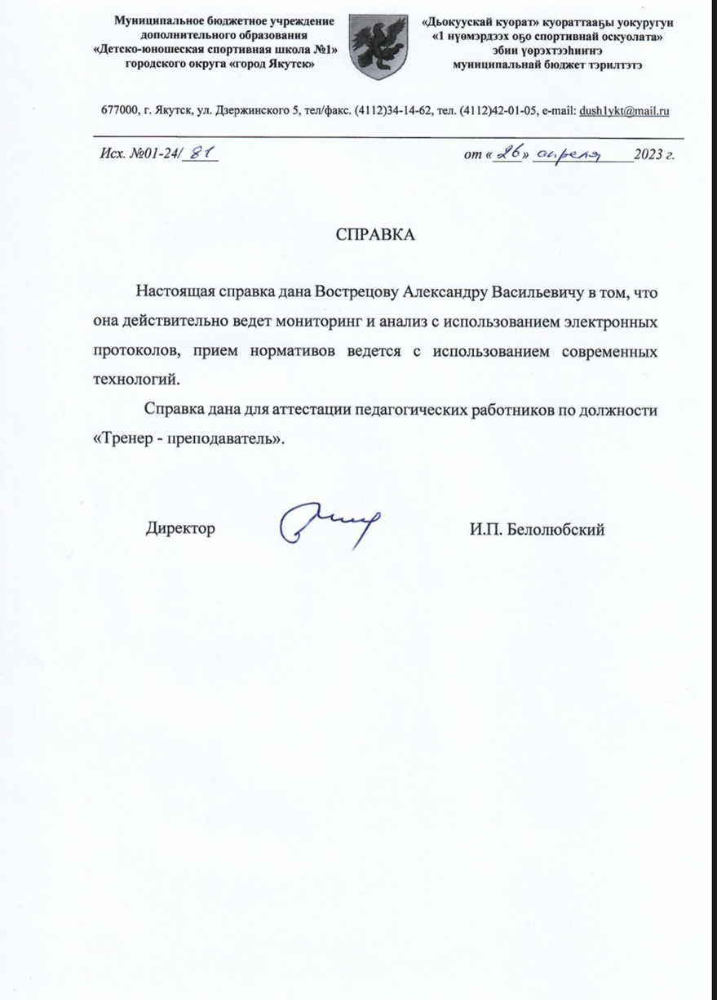 Муниципальное бюджетное учреждение
дополнительного образования
«Детско-юношеская спортивная школа №1»
городского округа «город Якутск»
«Дьокуускай куорат» куораттааҕы уокуругун
«1 нүөмэрдээх оҕо спортивнай оскуолата»
эбии үөрэхтээһиҥҥэ
муниципальнай бюджет тэрилтэтэ
677000, г. Якутск, ул. Дзержинского 5, тел/факс. (4112)34-14-62, тел. (4112)42-01-05, e-mail: dush1ykt@mail.ru
Исх. №01-24/ 81 от « 26 » апреля 2023 г.
СПРАВКА
Настоящая справка дана Вострецову Александру Васильевичу в том, что
она действительно ведет мониторинг и анализ с использованием электронных
протоколов, прием нормативов ведется с использованием современных
технологий.
Справка дана для аттестации педагогических работников по должности
«Тренер - преподаватель».
Директор И.П. Белолюбский